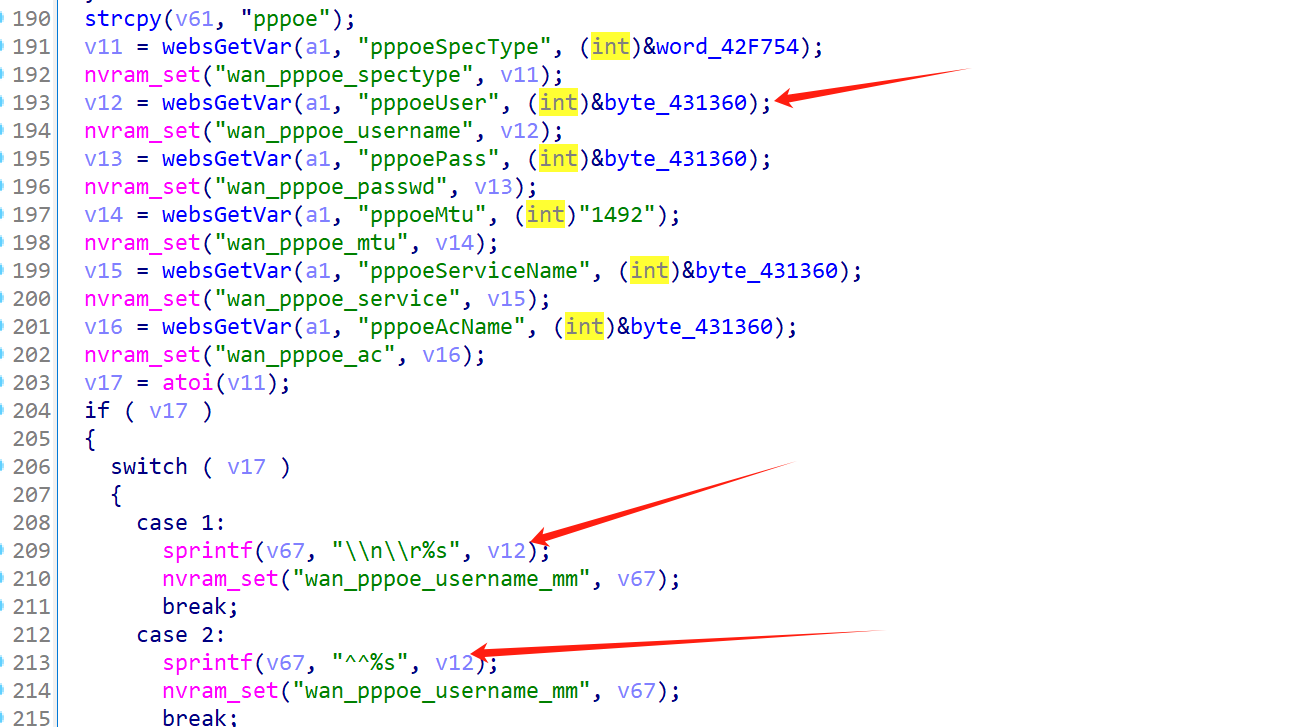 190 strcpy(v61, "pppoe");
191 v11 = websGetVar(a1, "pppoeSpecType", (int)&word_42F754);
192 nvram_set("wan_pppoe_spectype", v11);
193 v12 = websGetVar(a1, "pppoeUser", (int)&byte_431360);
194 nvram_set("wan_pppoe_username", v12);
195 v13 = websGetVar(a1, "pppoePass", (int)&byte_431360);
196 nvram_set("wan_pppoe_passwd", v13);
197 v14 = websGetVar(a1, "pppoeMtu", (int)"1492");
198 nvram_set("wan_pppoe_mtu", v14);
199 v15 = websGetVar(a1, "pppoeServiceName", (int)&byte_431360);
200 nvram_set("wan_pppoe_service", v15);
201 v16 = websGetVar(a1, "pppoeAcName", (int)&byte_431360);
202 nvram_set("wan_pppoe_ac", v16);
203 v17 = atoi(v11);
204 if ( v17 )
205 {
206 switch ( v17 )
207 {
208 case 1:
209 sprintf(v67, "\\n\\r%s", v12);
210 nvram_set("wan_pppoe_username_mm", v67);
211 break;
212 case 2:
213 sprintf(v67, "^^%s", v12);
214 nvram_set("wan_pppoe_username_mm", v67);
215 break;